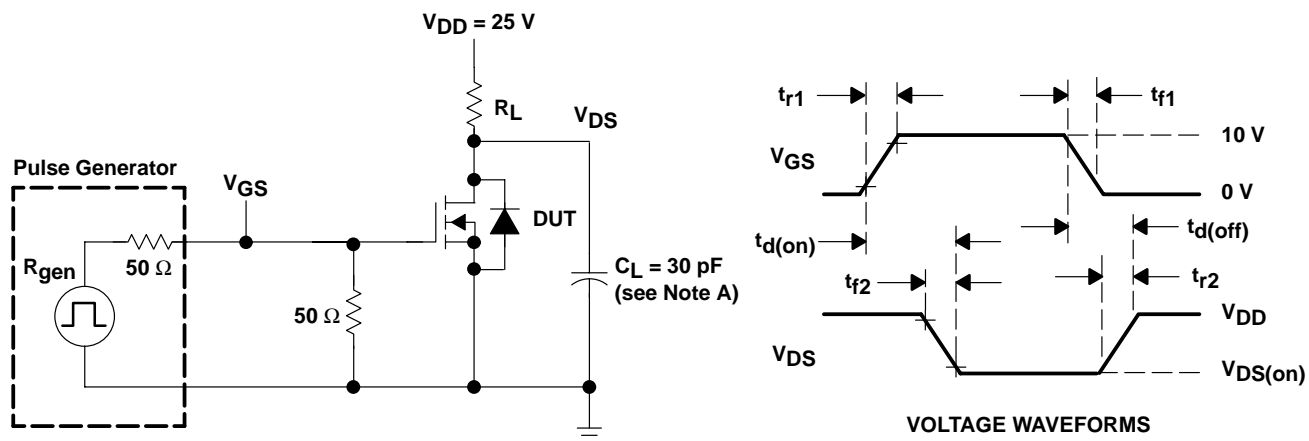 VDD = 25 V
RL
VDS
Pulse Generator
VGS
Rgen
50 Ω
50 Ω
DUT
CL = 30 pF
(see Note A)
tr1
tf1
VGS
10 V
0 V
td(on)
td(off)
tf2
tr2
VDS
VDD
VDS(on)
VOLTAGE WAVEFORMS